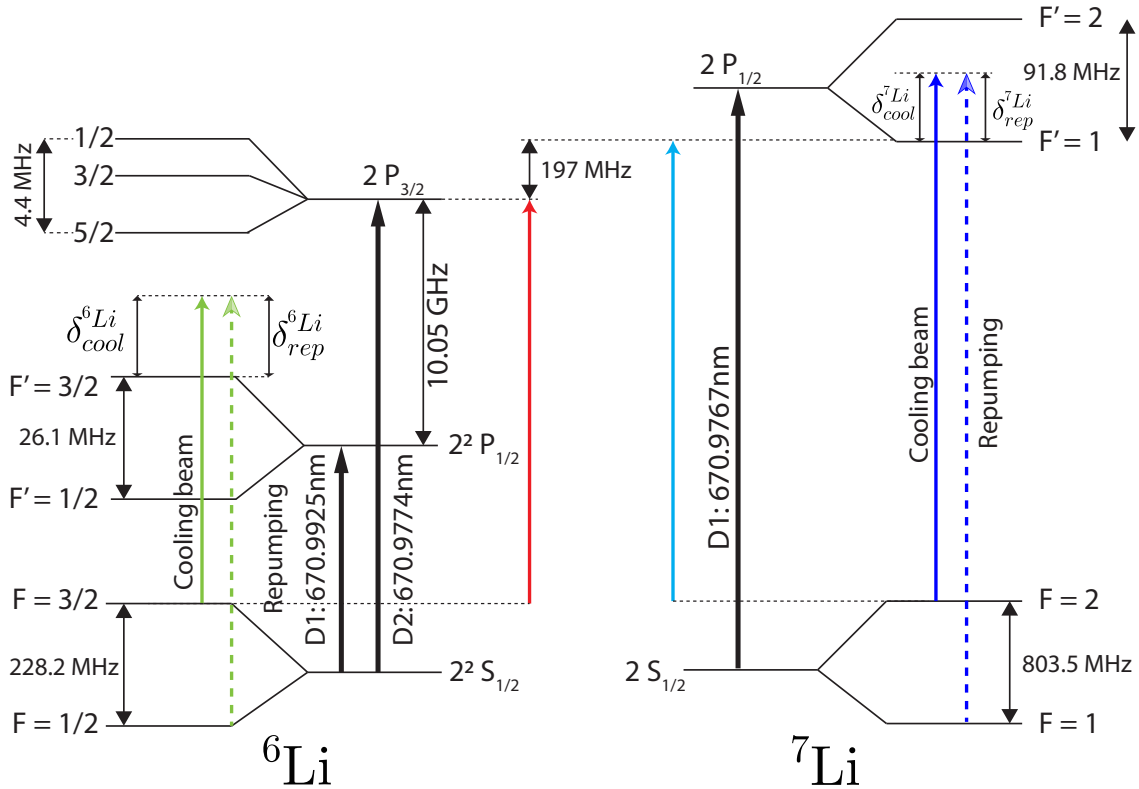 1/2
3/2
5/2
4.4 MHz
2 P3/2
10.05 GHz
197 MHz
δ^6Li_cool
δ^6Li_rep
F' = 3/2
26.1 MHz
F' = 1/2
2² P1/2
Cooling beam
Repumping
D1: 670.9925nm
D2: 670.9774nm
F = 3/2
228.2 MHz
F = 1/2
2² S1/2
⁶Li
2 P1/2
F' = 2
91.8 MHz
F' = 1
δ^7Li_cool
δ^7Li_rep
D1: 670.9767nm
Cooling beam
Repumping
2 S1/2
F = 2
803.5 MHz
F = 1
⁷Li